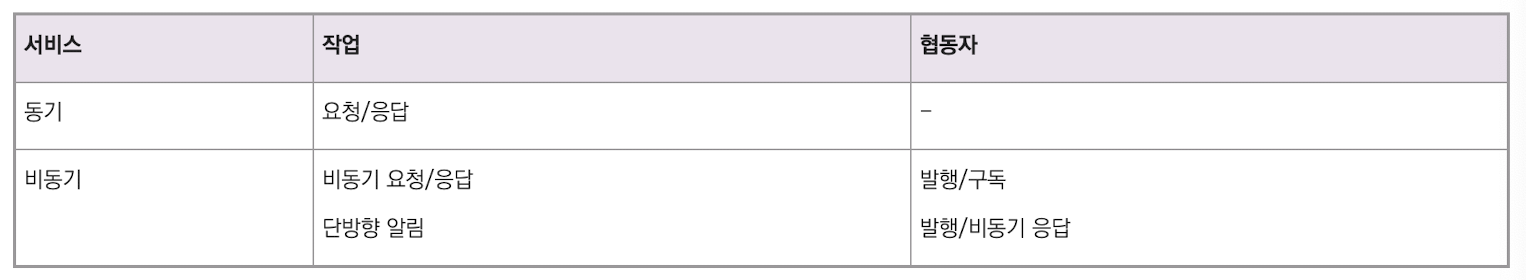 서비스 작업 협동자
동기 요청/응답 –
비동기 비동기 요청/응답 발행/구독
단방향 알림 발행/비동기 응답